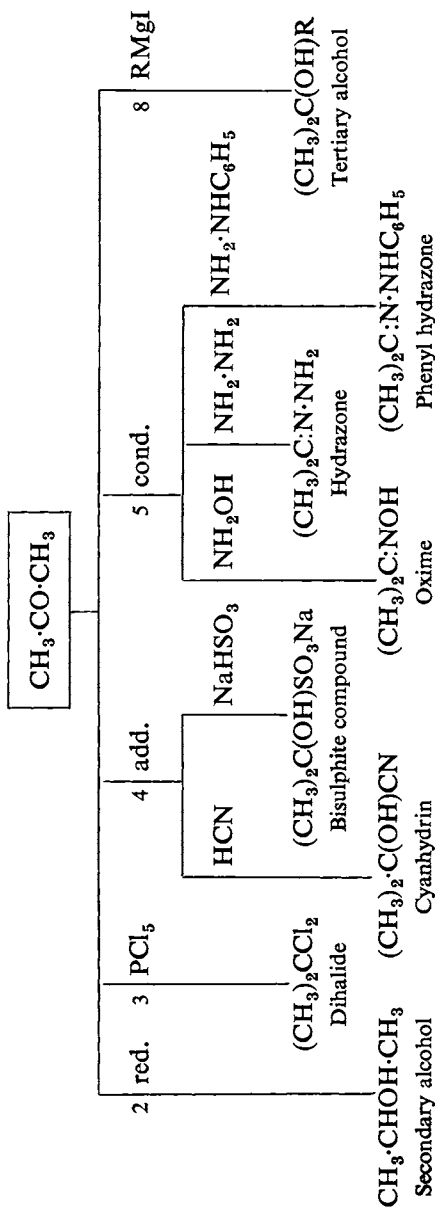 CH₃·CO·CH₃
2 red.
3 PCl₅
4 add.
5 cond.
8 RMgI
HCN
NaHSO₃
NH₂OH
NH₂·NH₂
NH₂·NHC₆H₅
(CH₃)₂CCl₂
Dihalide
(CH₃)₂C(OH)SO₃Na
Bisulphite compound
(CH₃)₂C:N·NH₂
Hydrazone
(CH₃)₂C(OH)R
Tertiary alcohol
CH₃·CHOH·CH₃
Secondary alcohol
(CH₃)₂·C(OH)CN
Cyanhydrin
(CH₃)₂C:NOH
Oxime
(CH₃)₂C:N·NHC₆H₅
Phenyl hydrazone